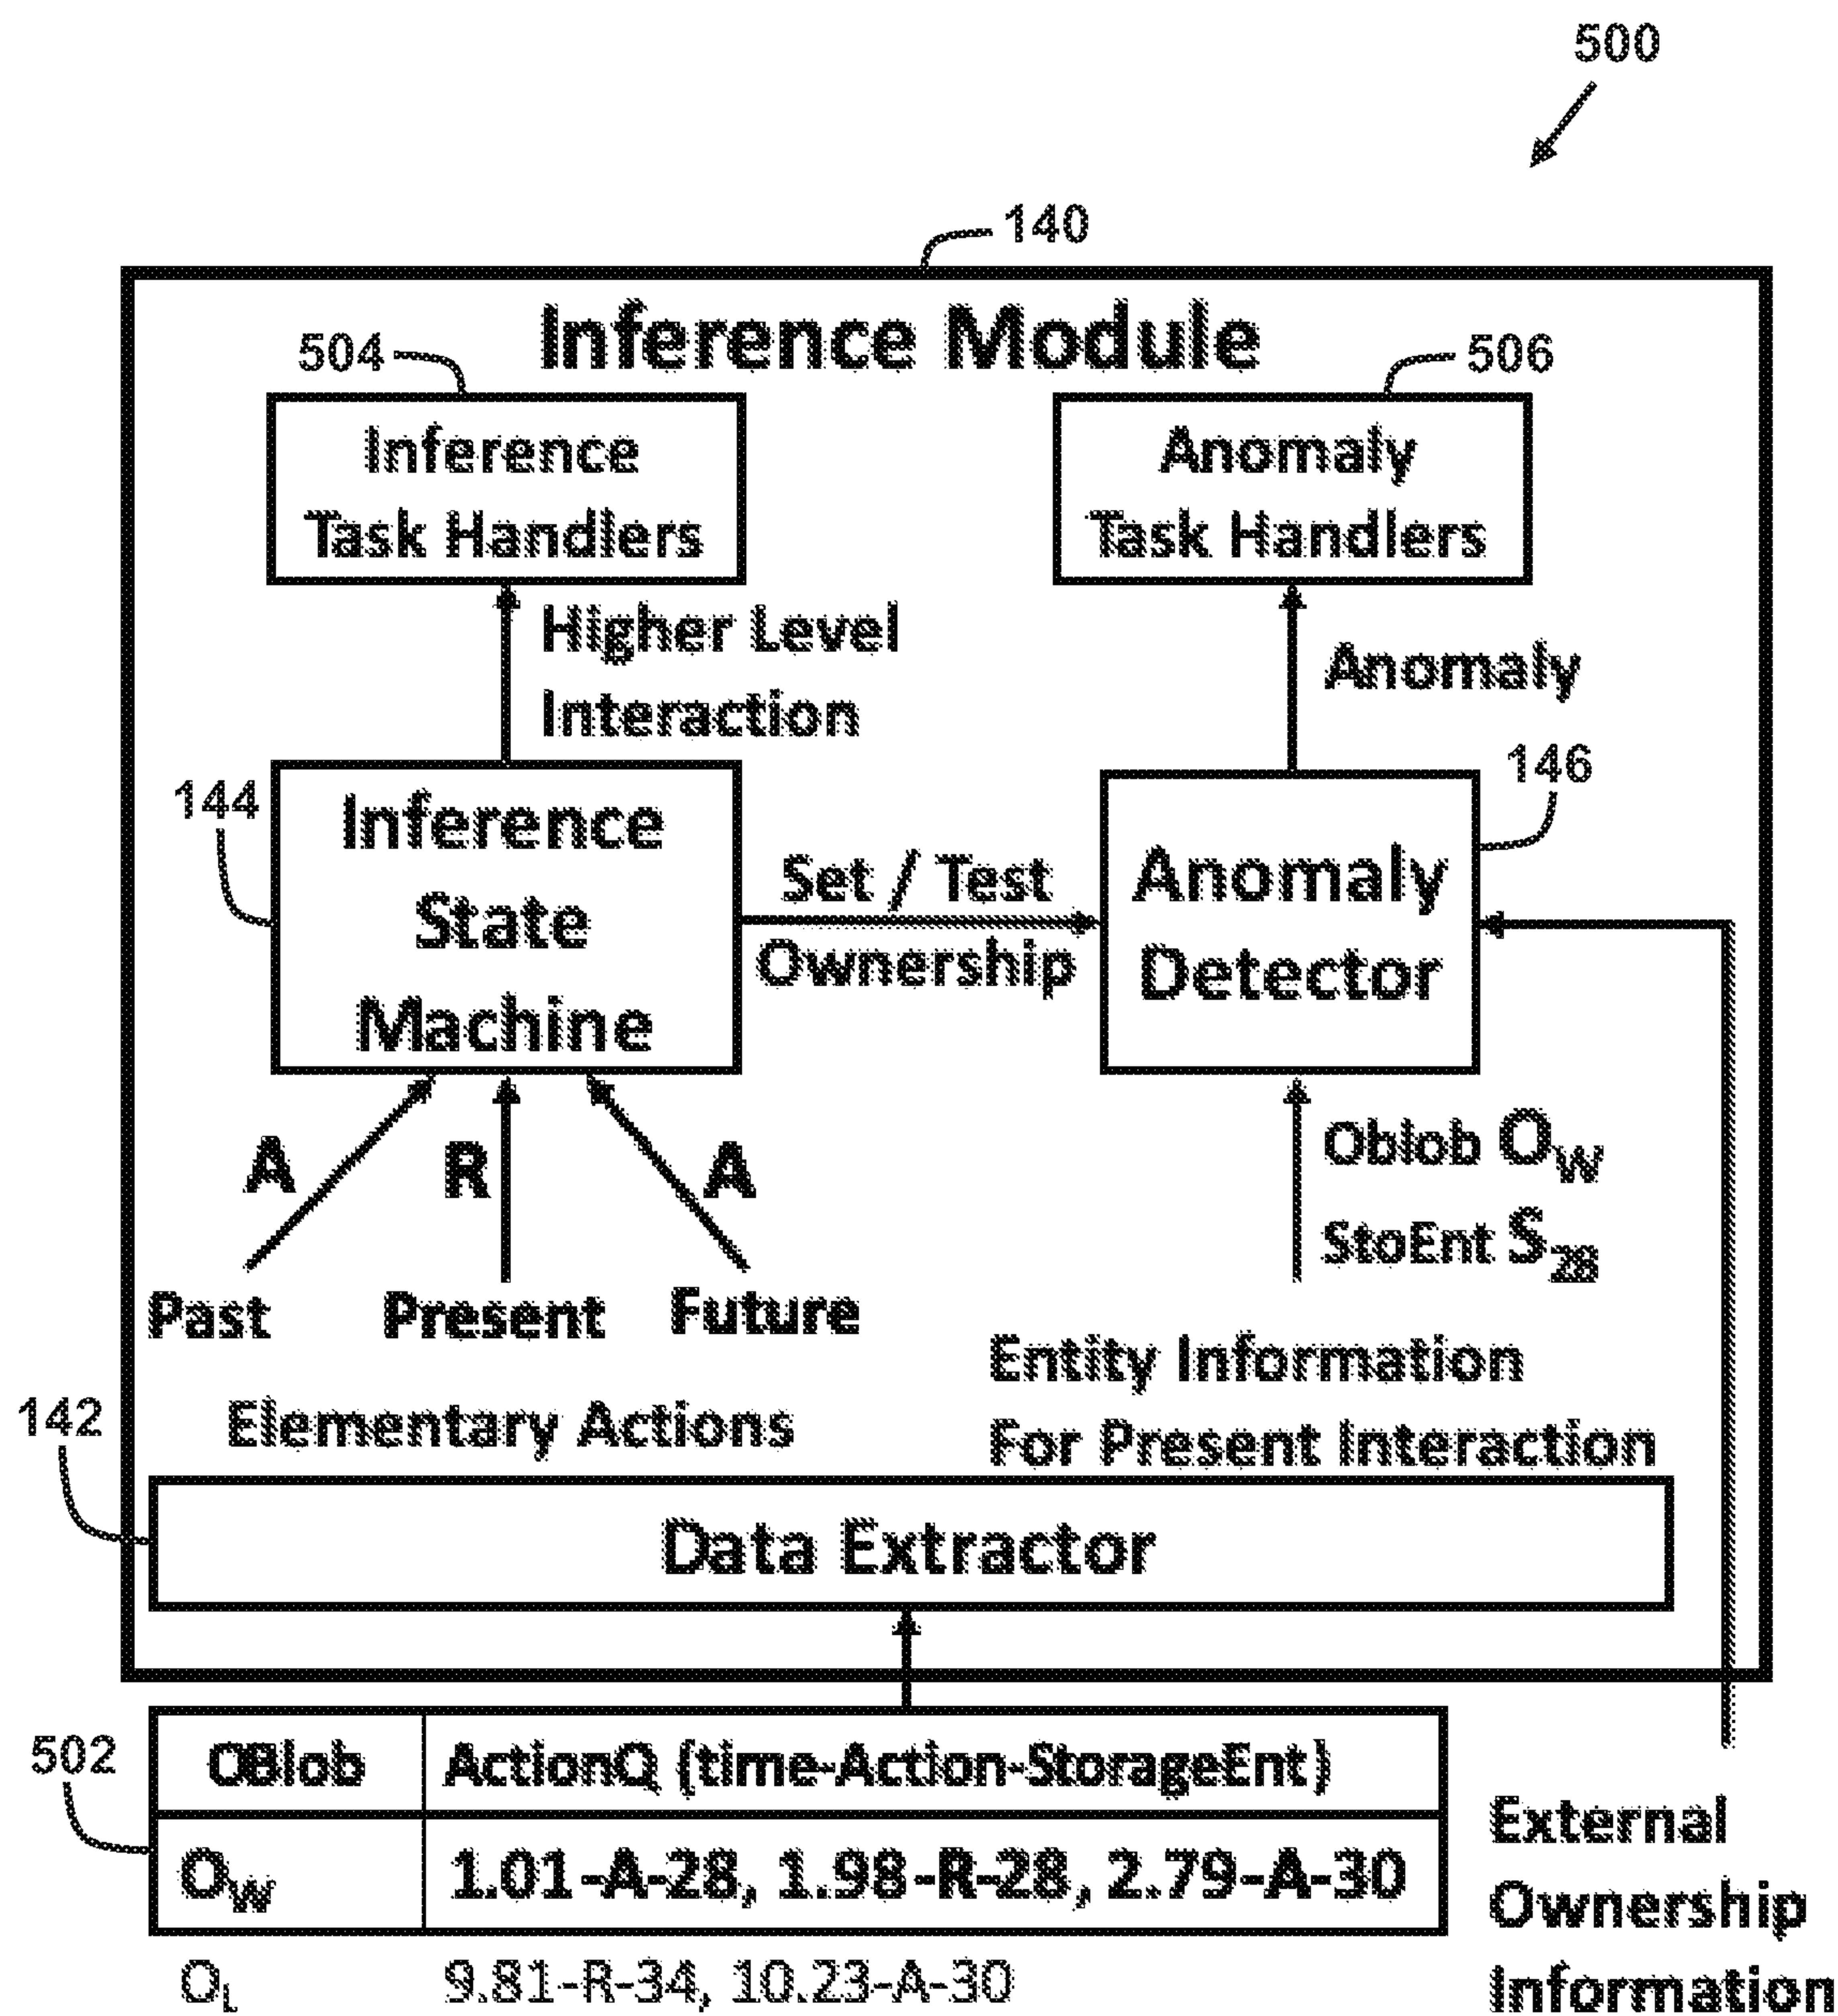 500
140
Inference Module
504
506
Inference
Task Handlers
Anomaly
Task Handlers
Higher Level
Interaction
Anomaly
144
146
Inference
State
Machine
Set / Test
Ownership
Anomaly
Detector
A
R
A
Oblob OW
StoEnt S28
Past
Present
Future
Entity Information
For Present Interaction
Elementary Actions
142
Data Extractor
502
OBlob
ActionQ (time-Action-StorageEnt)
OW
1.01-A-28, 1.98-R-28, 2.79-A-30
OL
9.81-R-34, 10.23-A-30
External
Ownership
Information